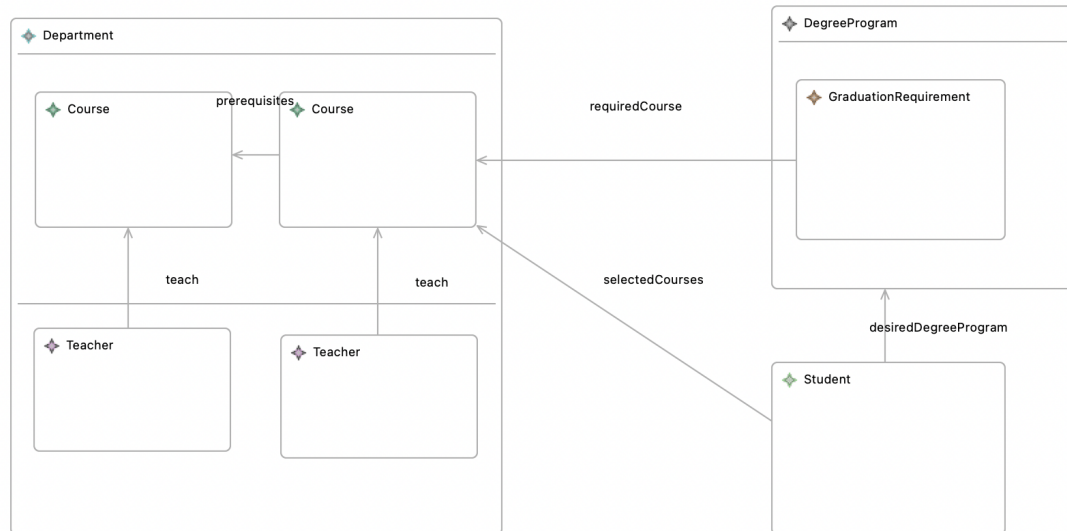 Department
Course
prerequisites
Course
teach
teach
Teacher
Teacher
requiredCourse
selectedCourses
DegreeProgram
GraduationRequirement
desiredDegreeProgram
Student